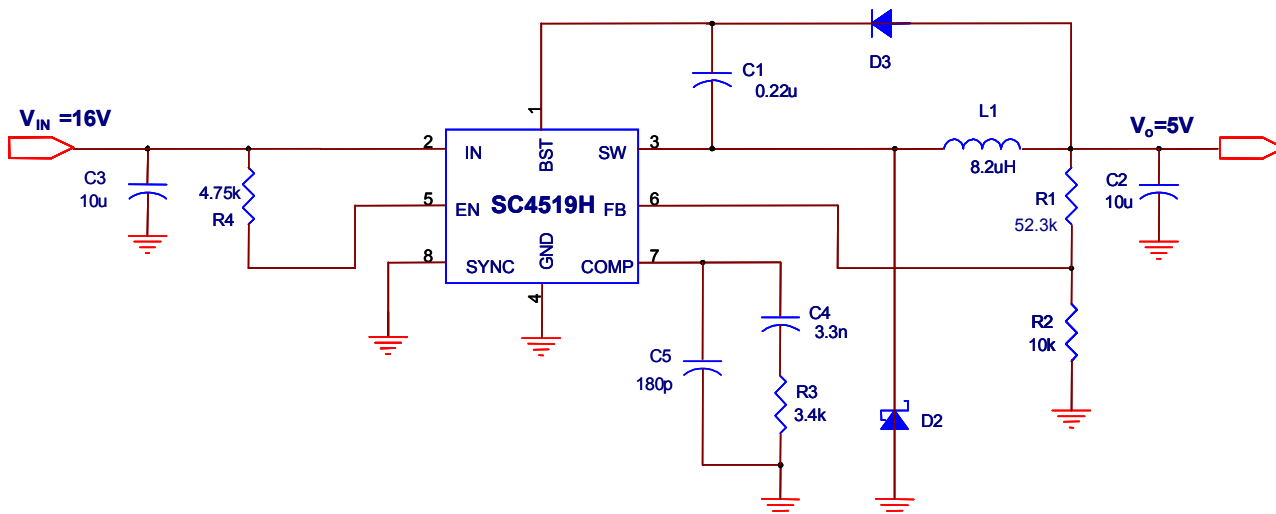 D3
C1
0.22u
1
V_IN =16V
L1
V_o=5V
2
IN
BST
SW
3
8.2uH
C3
10u
4.75k
R4
5
EN
SC4519H
FB
6
R1
52.3k
C2
10u
8
SYNC
GND
COMP
7
4
C4
3.3n
R2
10k
C5
180p
R3
3.4k
D2